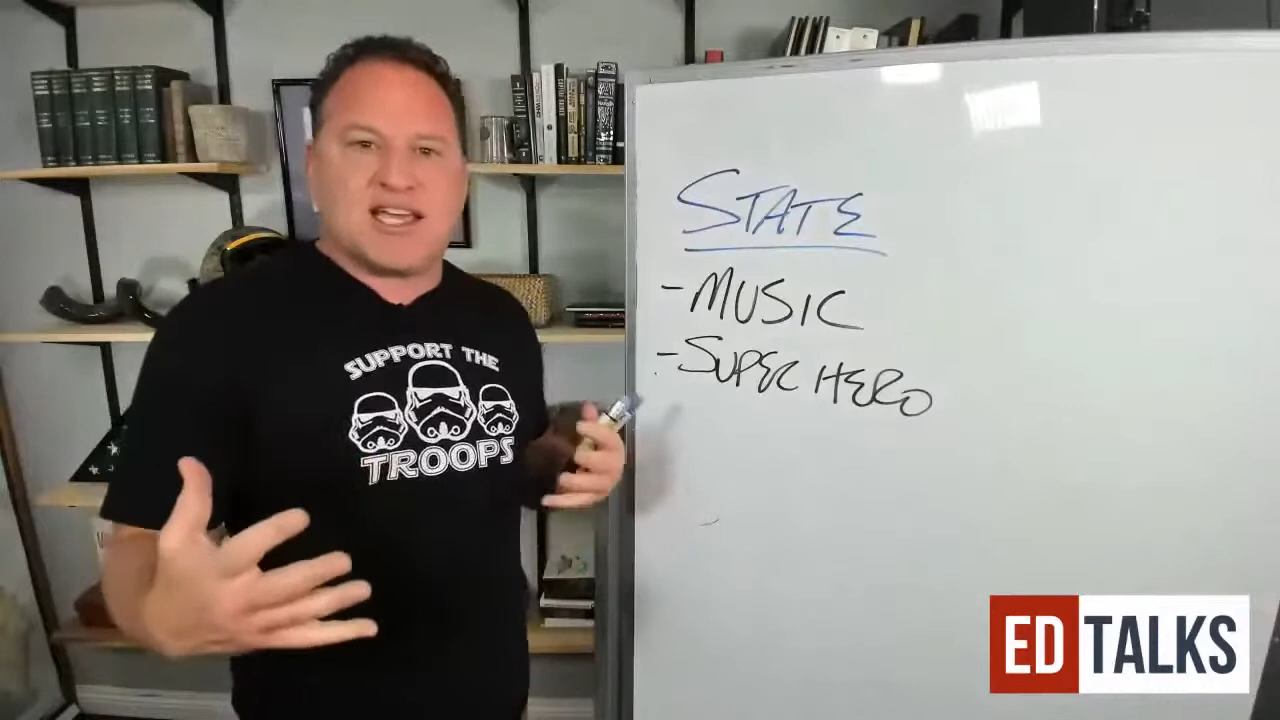 SUPPORT THE
TROOPS
STATE
- MUSIC
- SUPER HERO
ED TALKS